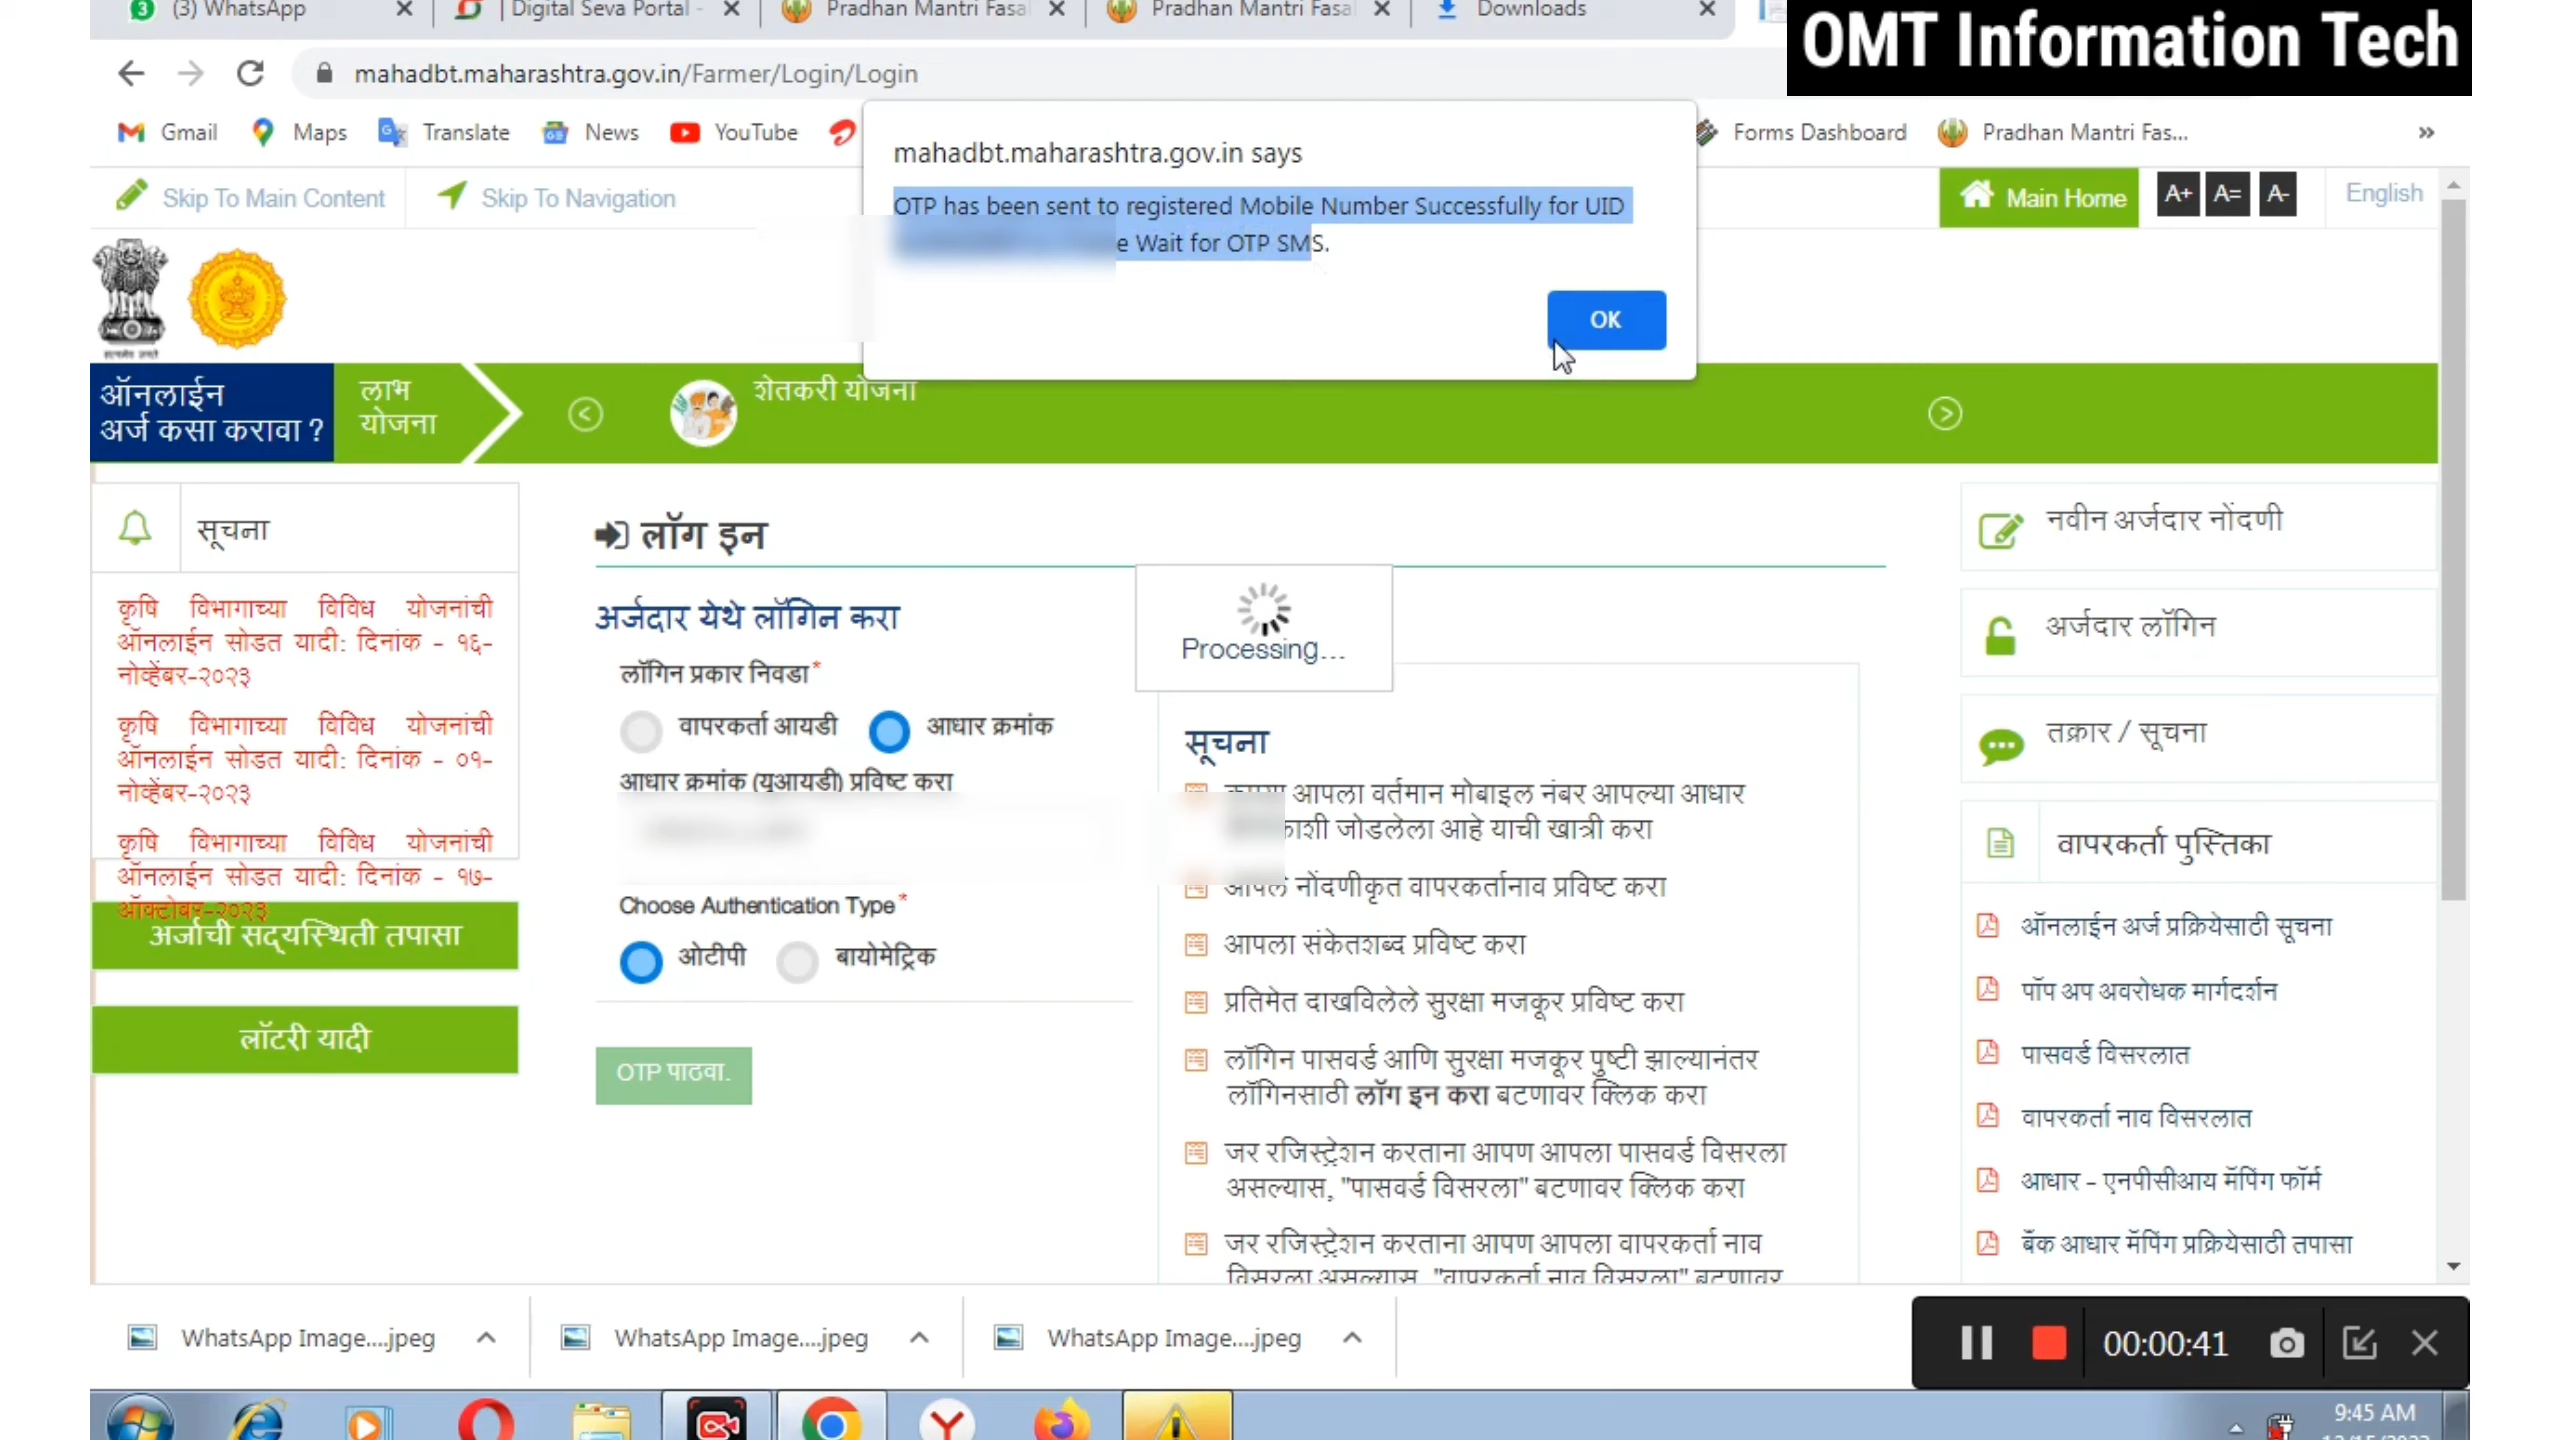 (3) WhatsApp
| Digital Seva Portal -
Pradhan Mantri Fasa
Pradhan Mantri Fasa
Downloads
OMT Information Tech
mahadbt.maharashtra.gov.in/Farmer/Login/Login
Gmail
Maps
Translate
News
YouTube
Forms Dashboard
Pradhan Mantri Fas...
»
mahadbt.maharashtra.gov.in says
OTP has been sent to registered Mobile Number Successfully for UID
e Wait for OTP SMS.
OK
Skip To Main Content
Skip To Navigation
Main Home
A+
A=
A-
English
ऑनलाईन
अर्ज कसा करावा ?
लाभ
योजना
शेतकरी योजना
सूचना
कृषि विभागाच्या विविध योजनांची
ऑनलाईन सोडत यादी: दिनांक - १६-
नोव्हेंबर-२०२३
कृषि विभागाच्या विविध योजनांची
ऑनलाईन सोडत यादी: दिनांक - ०१-
नोव्हेंबर-२०२३
कृषि विभागाच्या विविध योजनांची
ऑनलाईन सोडत यादी: दिनांक - १७-
ऑक्टोबर-२०२३
अर्जाची सद्यस्थिती तपासा
लॉटरी यादी
लॉग इन
अर्जदार येथे लॉगिन करा
लॉगिन प्रकार निवडा*
वापरकर्ता आयडी
आधार क्रमांक
आधार क्रमांक (युआयडी) प्रविष्ट करा
Choose Authentication Type*
ओटीपी
बायोमेट्रिक
OTP पाठवा.
Processing...
सूचना
आपला वर्तमान मोबाइल नंबर आपल्या आधार
जोडलेला आहे याची खात्री करा
आपले नोंदणीकृत वापरकर्तानाव प्रविष्ट करा
आपला संकेतशब्द प्रविष्ट करा
प्रतिमेत दाखविलेले सुरक्षा मजकूर प्रविष्ट करा
लॉगिन पासवर्ड आणि सुरक्षा मजकूर पुष्टी झाल्यानंतर
लॉगिनसाठी लॉग इन करा बटणावर क्लिक करा
जर रजिस्ट्रेशन करताना आपण आपला पासवर्ड विसरला
असल्यास, "पासवर्ड विसरला" बटणावर क्लिक करा
जर रजिस्ट्रेशन करताना आपण आपला वापरकर्ता नाव
विसरला असल्यास, "वापरकर्ता नाव विसरला" बटणावर
नवीन अर्जदार नोंदणी
अर्जदार लॉगिन
तक्रार / सूचना
वापरकर्ता पुस्तिका
ऑनलाईन अर्ज प्रक्रियेसाठी सूचना
पॉप अप अवरोधक मार्गदर्शन
पासवर्ड विसरलात
वापरकर्ता नाव विसरलात
आधार - एनपीसीआय मॅपिंग फॉर्म
बँक आधार मॅपिंग प्रक्रियेसाठी तपासा
WhatsApp Image....jpeg
WhatsApp Image....jpeg
WhatsApp Image....jpeg
00:00:41
9:45 AM